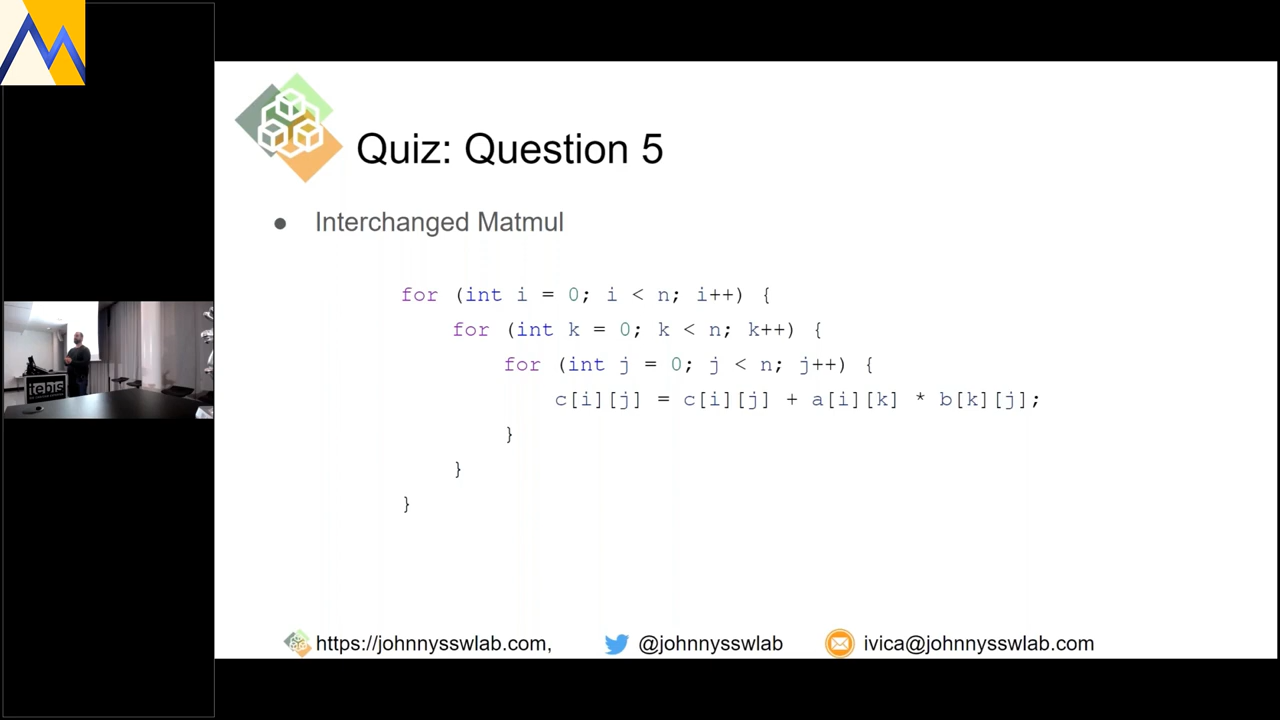 Quiz: Question 5
● Interchanged Matmul
for (int i = 0; i < n; i++) {
for (int k = 0; k < n; k++) {
for (int j = 0; j < n; j++) {
c[i][j] = c[i][j] + a[i][k] * b[k][j];
}
}
}
tebis
https://johnnysswlab.com, @johnnysswlab ivica@johnnysswlab.com